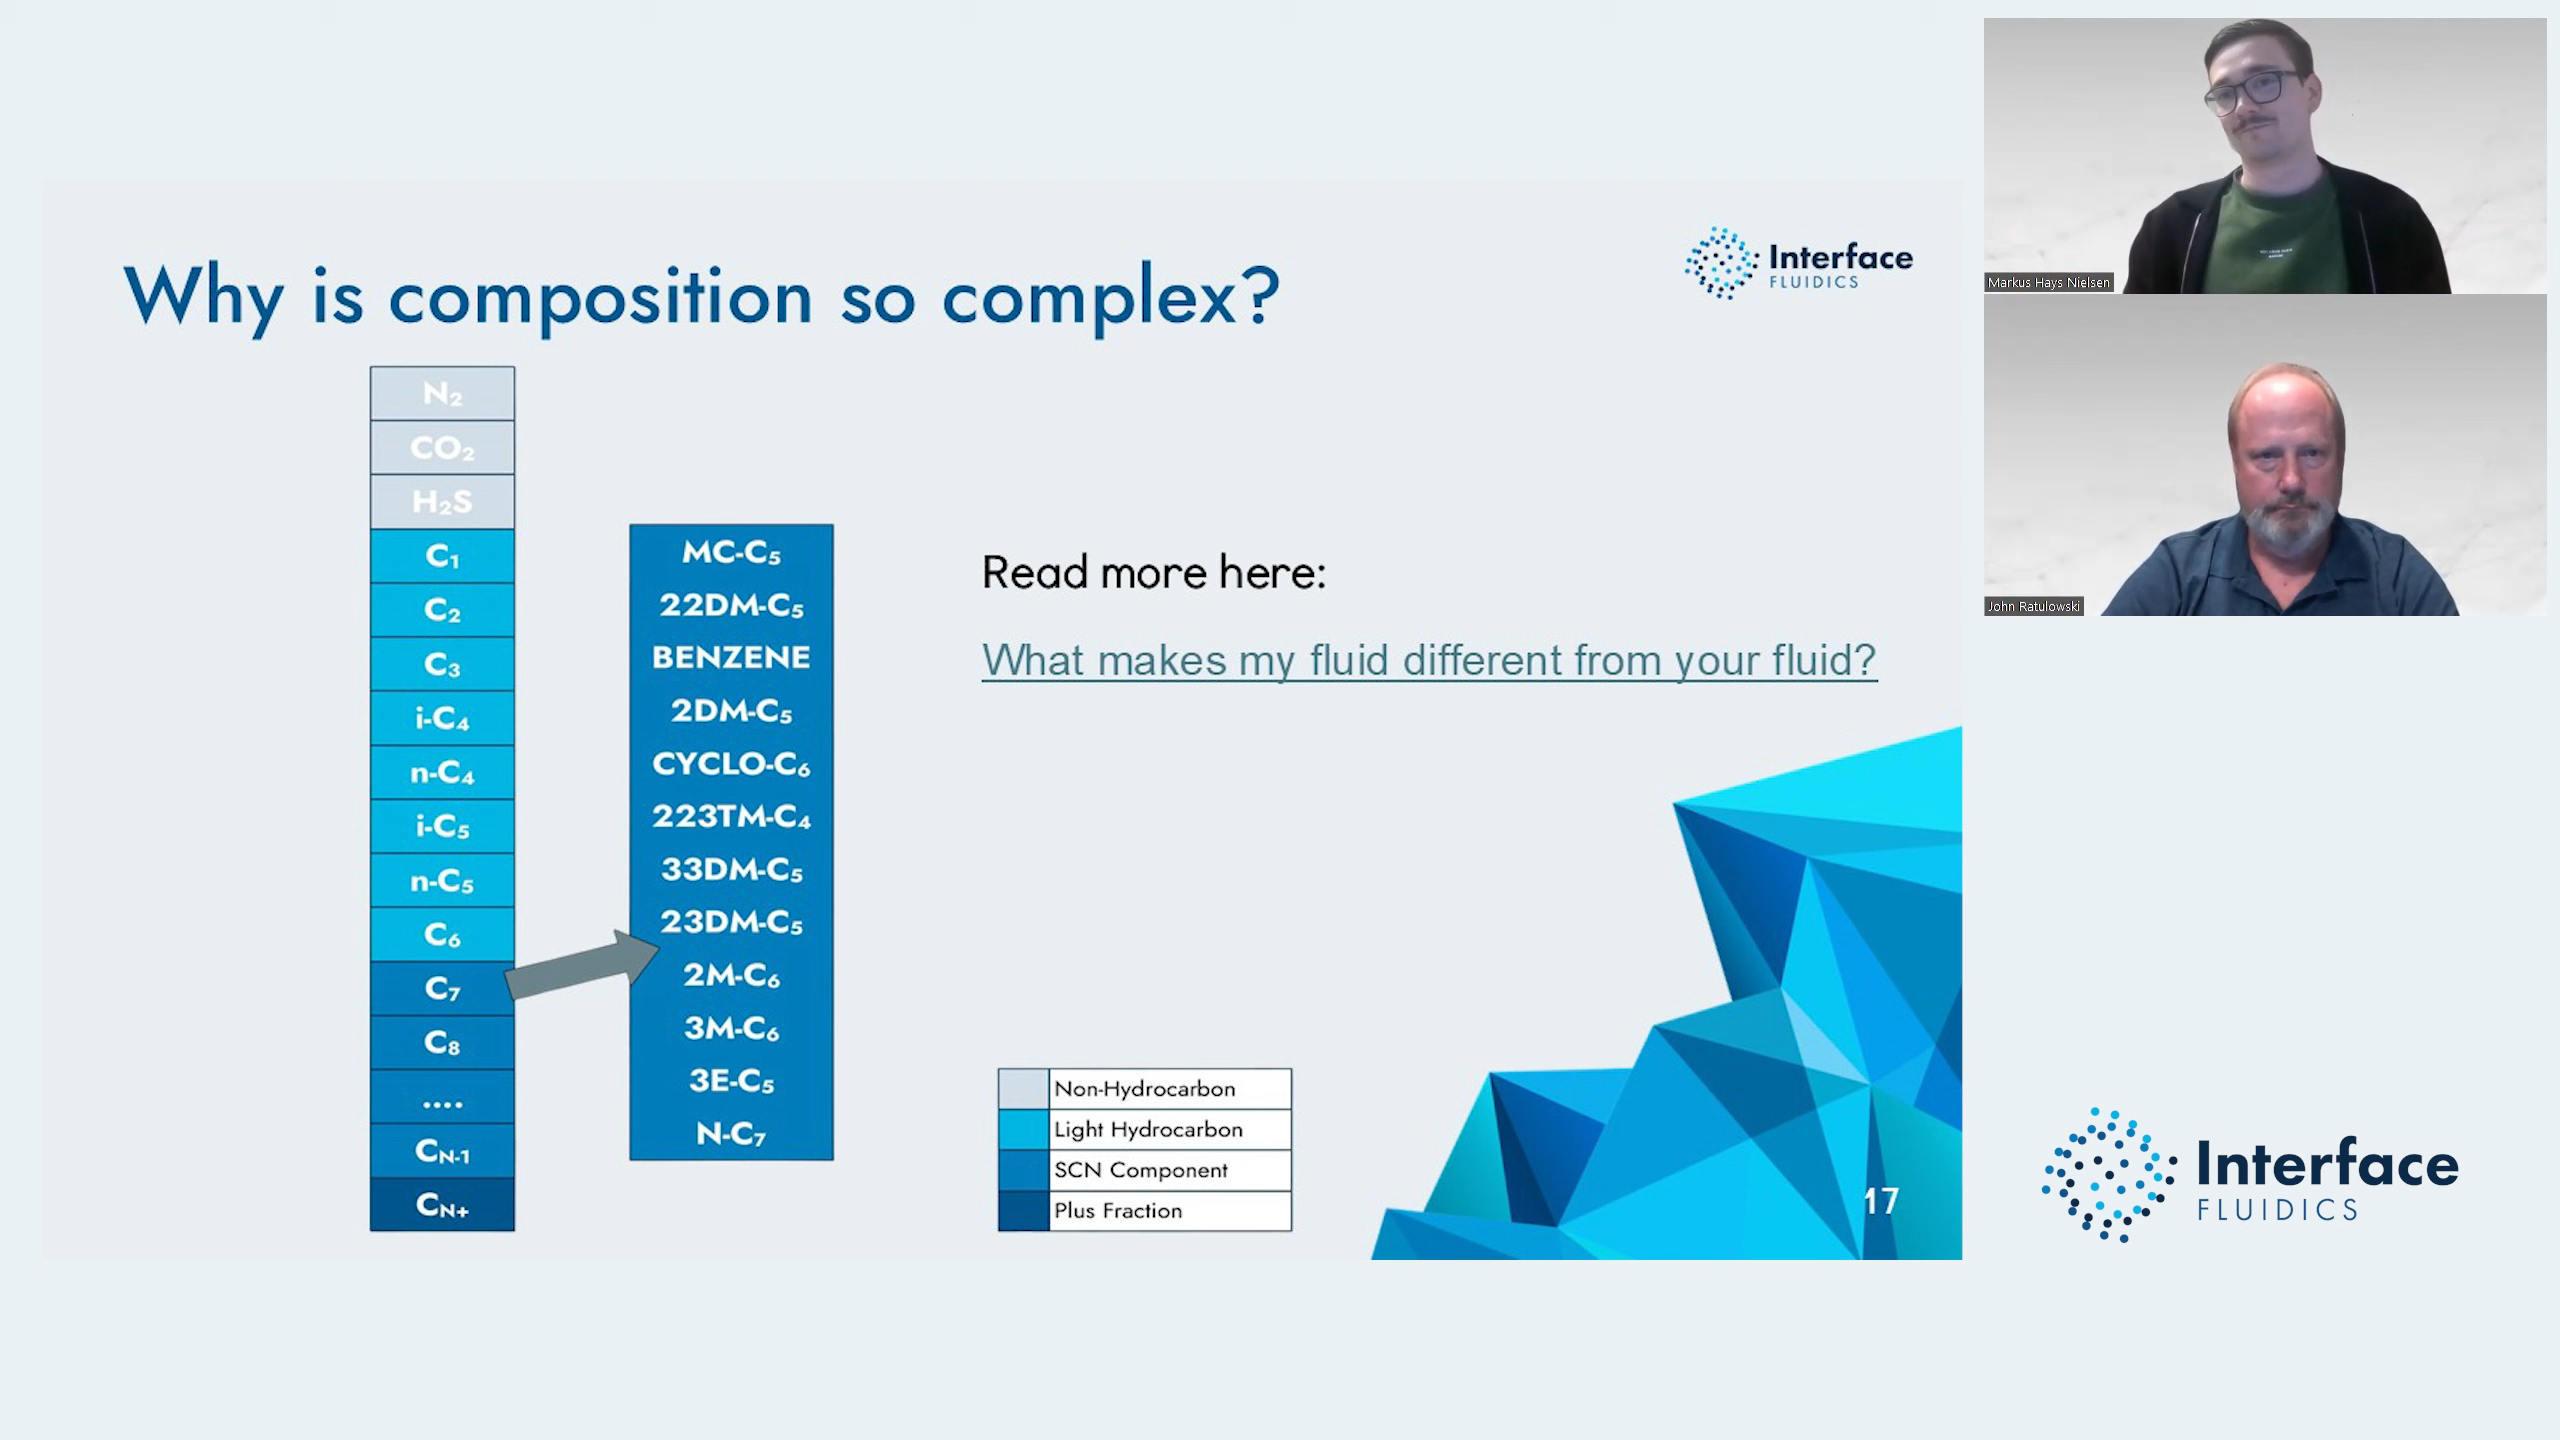 Why is composition so complex?
Interface
FLUIDICS
N₂
CO₂
H₂S
C₁
C₂
C₃
i-C₄
n-C₄
i-C₅
n-C₅
C₆
C₇
C₈
....
C_N-1
C_N+
MC-C₅
22DM-C₅
BENZENE
2DM-C₅
CYCLO-C₆
223TM-C₄
33DM-C₅
23DM-C₅
2M-C₆
3M-C₆
3E-C₅
N-C₇
Read more here:
What makes my fluid different from your fluid?
Non-Hydrocarbon
Light Hydrocarbon
SCN Component
Plus Fraction
17
Markus Hays Nielsen
John Ratulowski
Interface
FLUIDICS